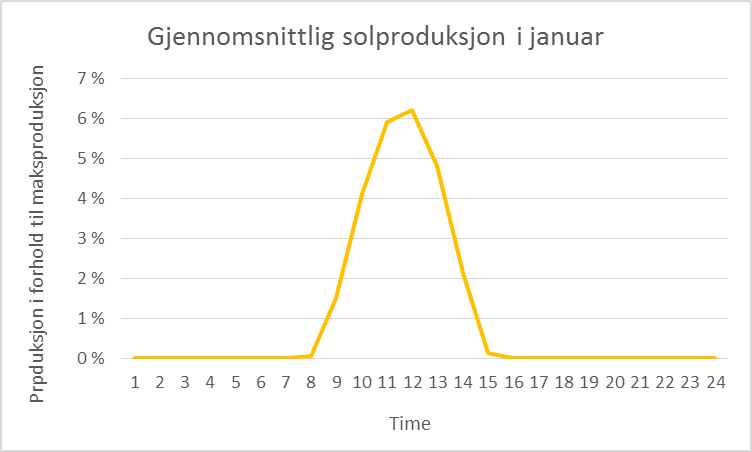 Gjennomsnittlig solproduksjon i januar
Prpduksjon i forhold til maksproduksjon
7 %
6 %
5 %
4 %
3 %
2 %
1 %
0 %
1 2 3 4 5 6 7 8 9 10 11 12 13 14 15 16 17 18 19 20 21 22 23 24
Time